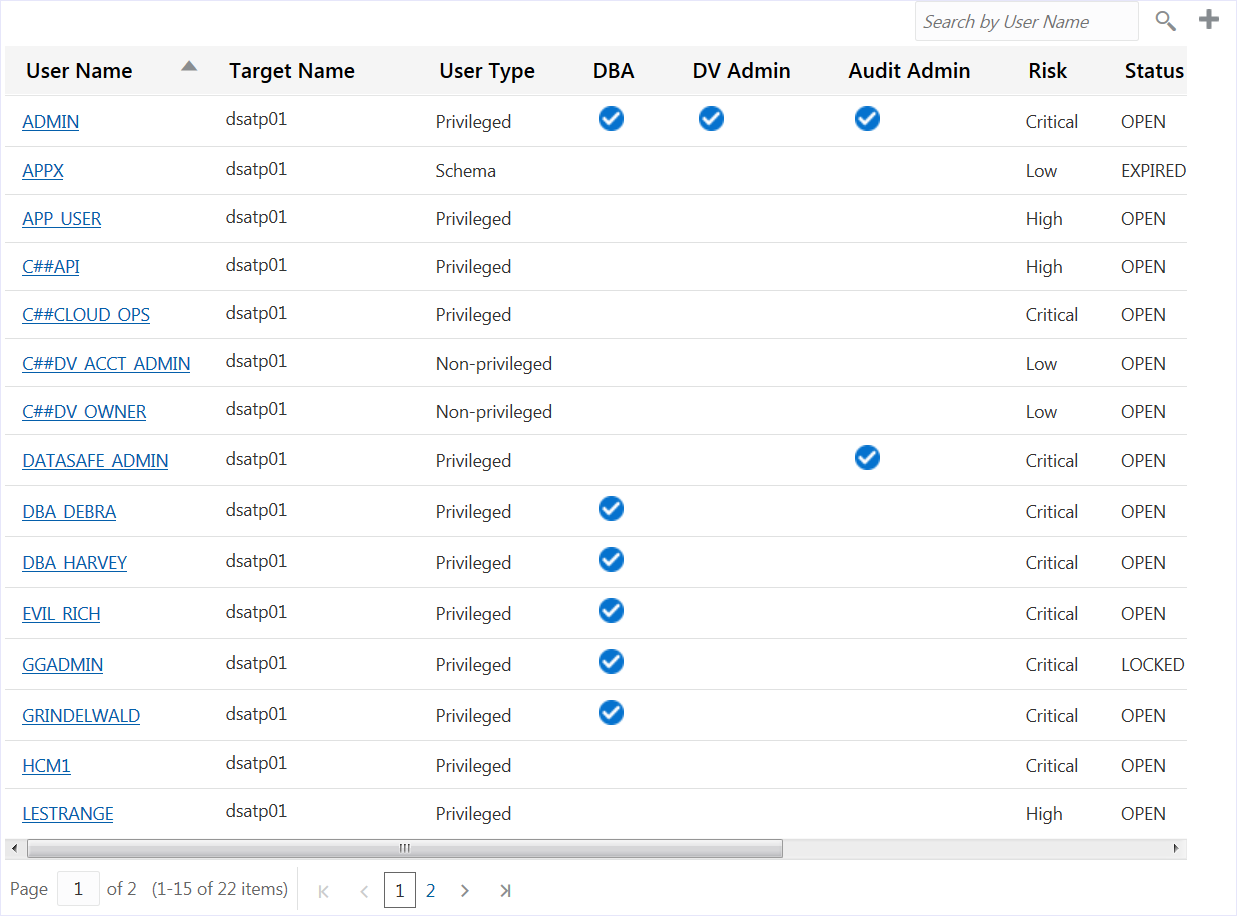 Search by User Name
User Name Target Name User Type DBA DV Admin Audit Admin Risk Status
ADMIN dsatp01 Privileged Critical OPEN
APPX dsatp01 Schema Low EXPIRED
APP_USER dsatp01 Privileged High OPEN
C##API dsatp01 Privileged High OPEN
C##CLOUD_OPS dsatp01 Privileged Critical OPEN
C##DV_ACCT_ADMIN dsatp01 Non-privileged Low OPEN
C##DV_OWNER dsatp01 Non-privileged Low OPEN
DATASAFE_ADMIN dsatp01 Privileged Critical OPEN
DBA_DEBRA dsatp01 Privileged Critical OPEN
DBA_HARVEY dsatp01 Privileged Critical OPEN
EVIL_RICH dsatp01 Privileged Critical OPEN
GGADMIN dsatp01 Privileged Critical LOCKED
GRINDELWALD dsatp01 Privileged Critical OPEN
HCM1 dsatp01 Privileged Critical OPEN
LESTRANGE dsatp01 Privileged High OPEN
Page 1 of 2 (1-15 of 22 items) 1 2